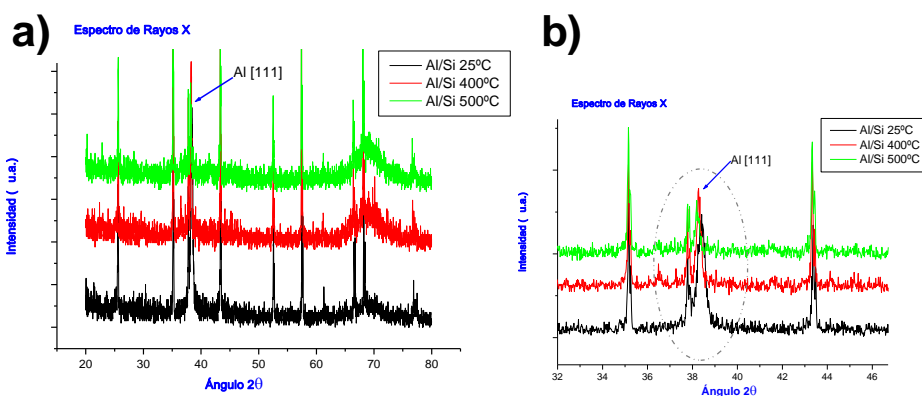 a)
Espectro de Rayos X
Al [111]
Al/Si 25ºC
Al/Si 400ºC
Al/Si 500ºC
Intensidad ( u.a.)
20 30 40 50 60 70 80
Ángulo 2θ
b)
Espectro de Rayos X
Al/Si 25ºC
Al/Si 400ºC
Al/Si 500ºC
Al [111]
Intensidad ( u.a.)
32 34 36 38 40 42 44 46
Ángulo 2θ